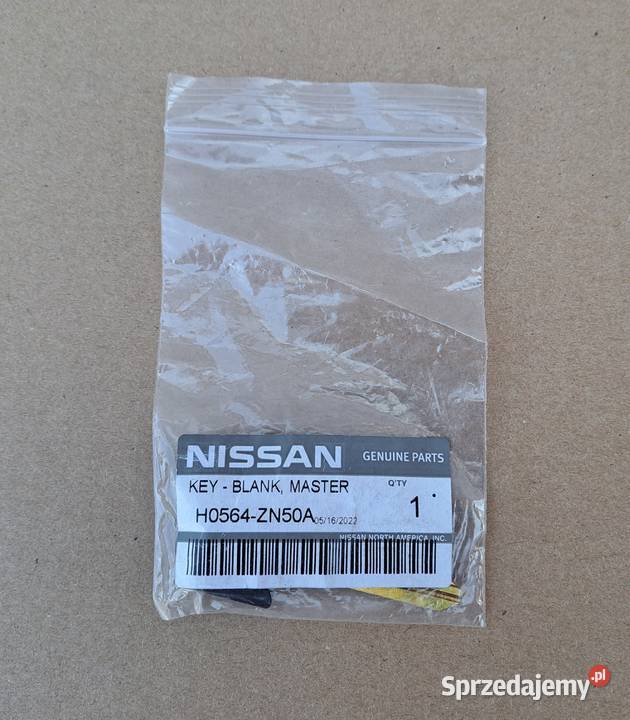 NISSAN GENUINE PARTS
KEY - BLANK, MASTER Q'TY
H0564-ZN50A 05/16/2022 1
NISSAN NORTH AMERICA, INC.
Sprzedajemy.pl